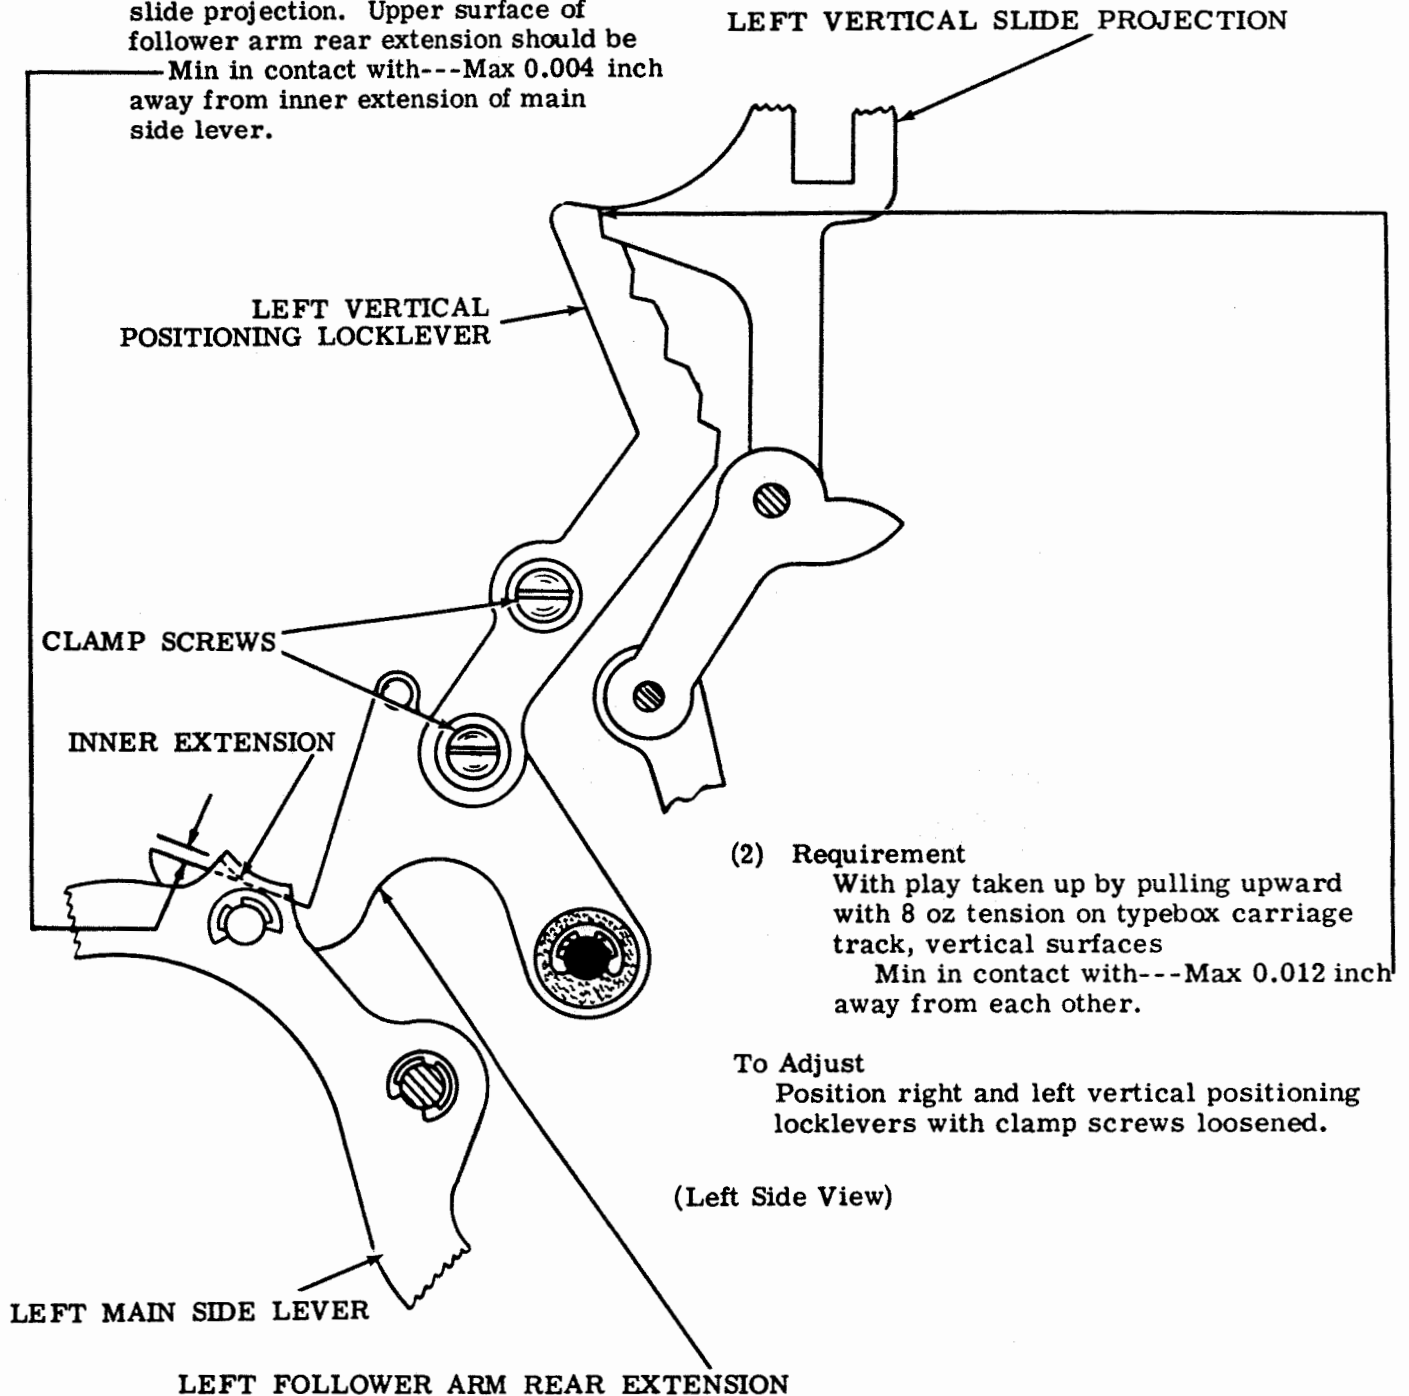 slide projection. Upper surface of
follower arm rear extension should be
Min in contact with---Max 0.004 inch
away from inner extension of main
side lever.
LEFT VERTICAL SLIDE PROJECTION
LEFT VERTICAL
POSITIONING LOCKLEVER
CLAMP SCREWS
INNER EXTENSION
(2) Requirement
With play taken up by pulling upward
with 8 oz tension on typebox carriage
track, vertical surfaces
Min in contact with---Max 0.012 inch
away from each other.
To Adjust
Position right and left vertical positioning
locklevers with clamp screws loosened.
(Left Side View)
LEFT MAIN SIDE LEVER
LEFT FOLLOWER ARM REAR EXTENSION